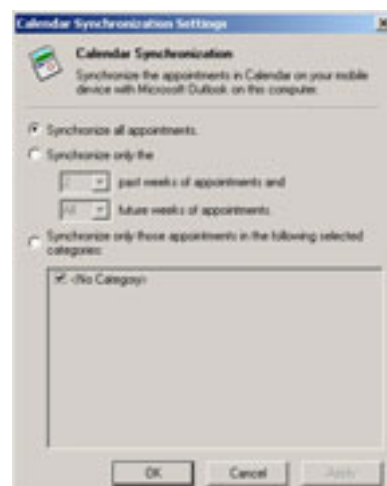 Calendar Synchronization Settings
Calendar Synchronization
Synchronize the appointments in Calendar on your mobile
device with Microsoft Outlook on this computer.
Synchronize all appointments.
Synchronize only the
2 past weeks of appointments and
All future weeks of appointments.
Synchronize only those appointments in the following selected
categories:
<No Category>
OK Cancel Apply